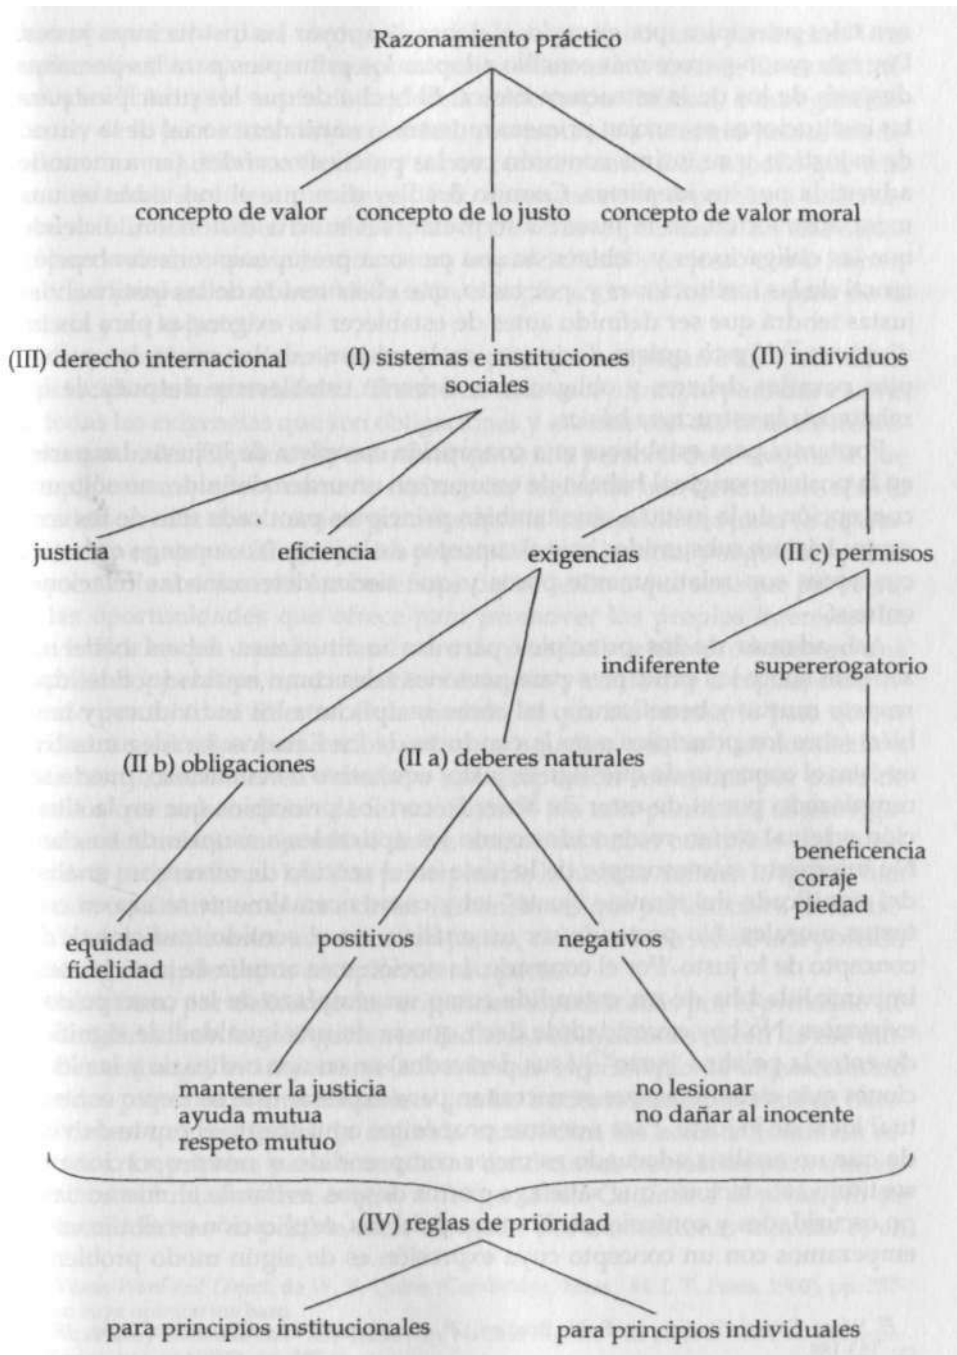 Razonamiento práctico
concepto de valor concepto de lo justo concepto de valor moral
(III) derecho internacional (I) sistemas e instituciones (II) individuos
sociales
justicia eficiencia exigencias (II c) permisos
indiferente supererogatorio
(II b) obligaciones (II a) deberes naturales
beneficencia
coraje
piedad
equidad positivos negativos
fidelidad
mantener la justicia no lesionar
ayuda mutua no dañar al inocente
respeto mutuo
(IV) reglas de prioridad
para principios institucionales para principios individuales